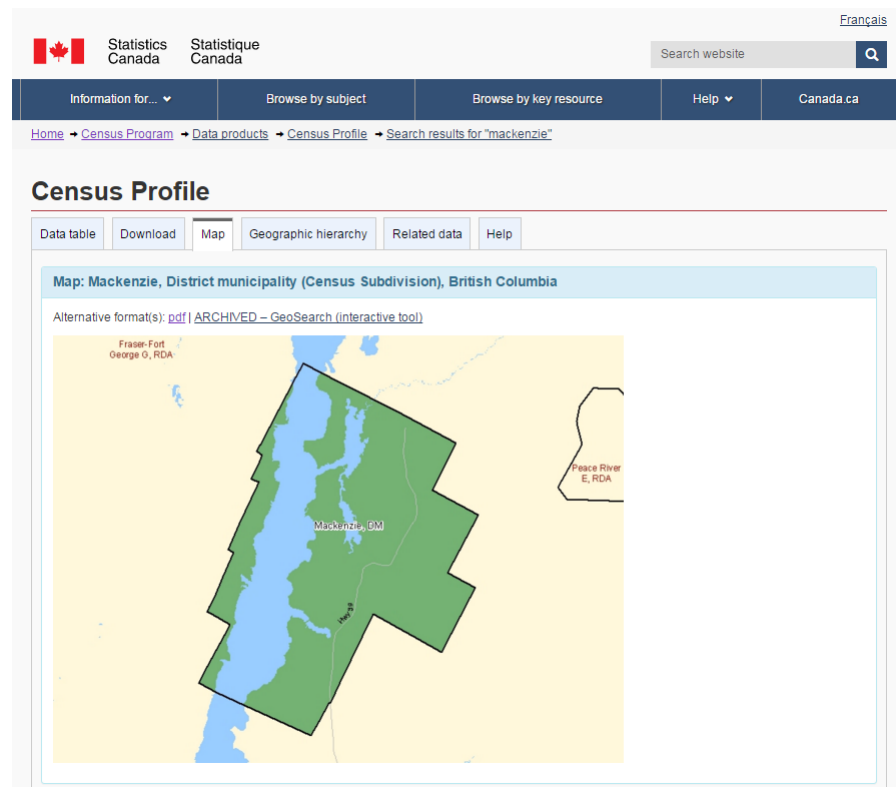 Français
Statistics Statistique
Canada Canada
Search website
Information for... Browse by subject Browse by key resource Help Canada.ca
Home ➔ Census Program ➔ Data products ➔ Census Profile ➔ Search results for "mackenzie"
Census Profile
Data table Download Map Geographic hierarchy Related data Help
Map: Mackenzie, District municipality (Census Subdivision), British Columbia
Alternative format(s): pdf | ARCHIVED – GeoSearch (interactive tool)
Fraser-Fort
George G, RDA
Peace River
E, RDA
Mackenzie, DM